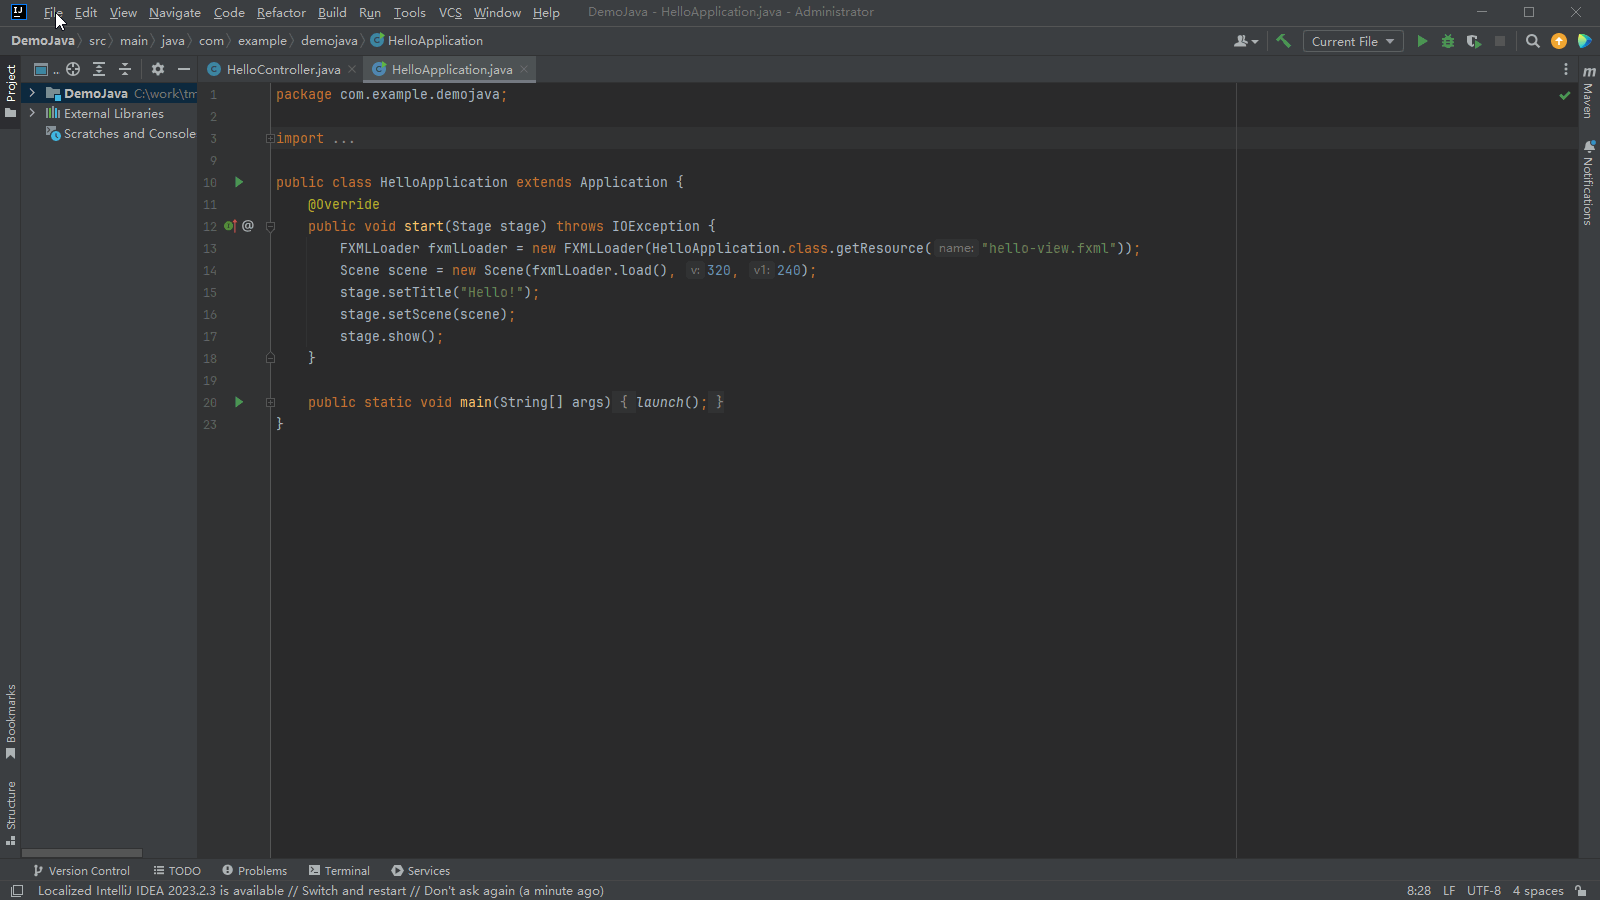 File Edit View Navigate Code Refactor Build Run Tools VCS Window Help DemoJava - HelloApplication.java - Administrator
DemoJava src main java com example demojava HelloApplication Current File
Project .. HelloController.java HelloApplication.java
DemoJava C:\work\tm
External Libraries
Scratches and Console
1 package com.example.demojava;
2
3 import ...
9
10 public class HelloApplication extends Application {
11 @Override
12 @ public void start(Stage stage) throws IOException {
13 FXMLLoader fxmlLoader = new FXMLLoader(HelloApplication.class.getResource( name: "hello-view.fxml"));
14 Scene scene = new Scene(fxmlLoader.load(), v: 320, v1: 240);
15 stage.setTitle("Hello!");
16 stage.setScene(scene);
17 stage.show();
18 }
19
20 public static void main(String[] args) { launch(); }
23 }
m Maven
Notifications
Bookmarks
Structure
Version Control TODO Problems Terminal Services
Localized IntelliJ IDEA 2023.2.3 is available // Switch and restart // Don't ask again (a minute ago) 8:28 LF UTF-8 4 spaces